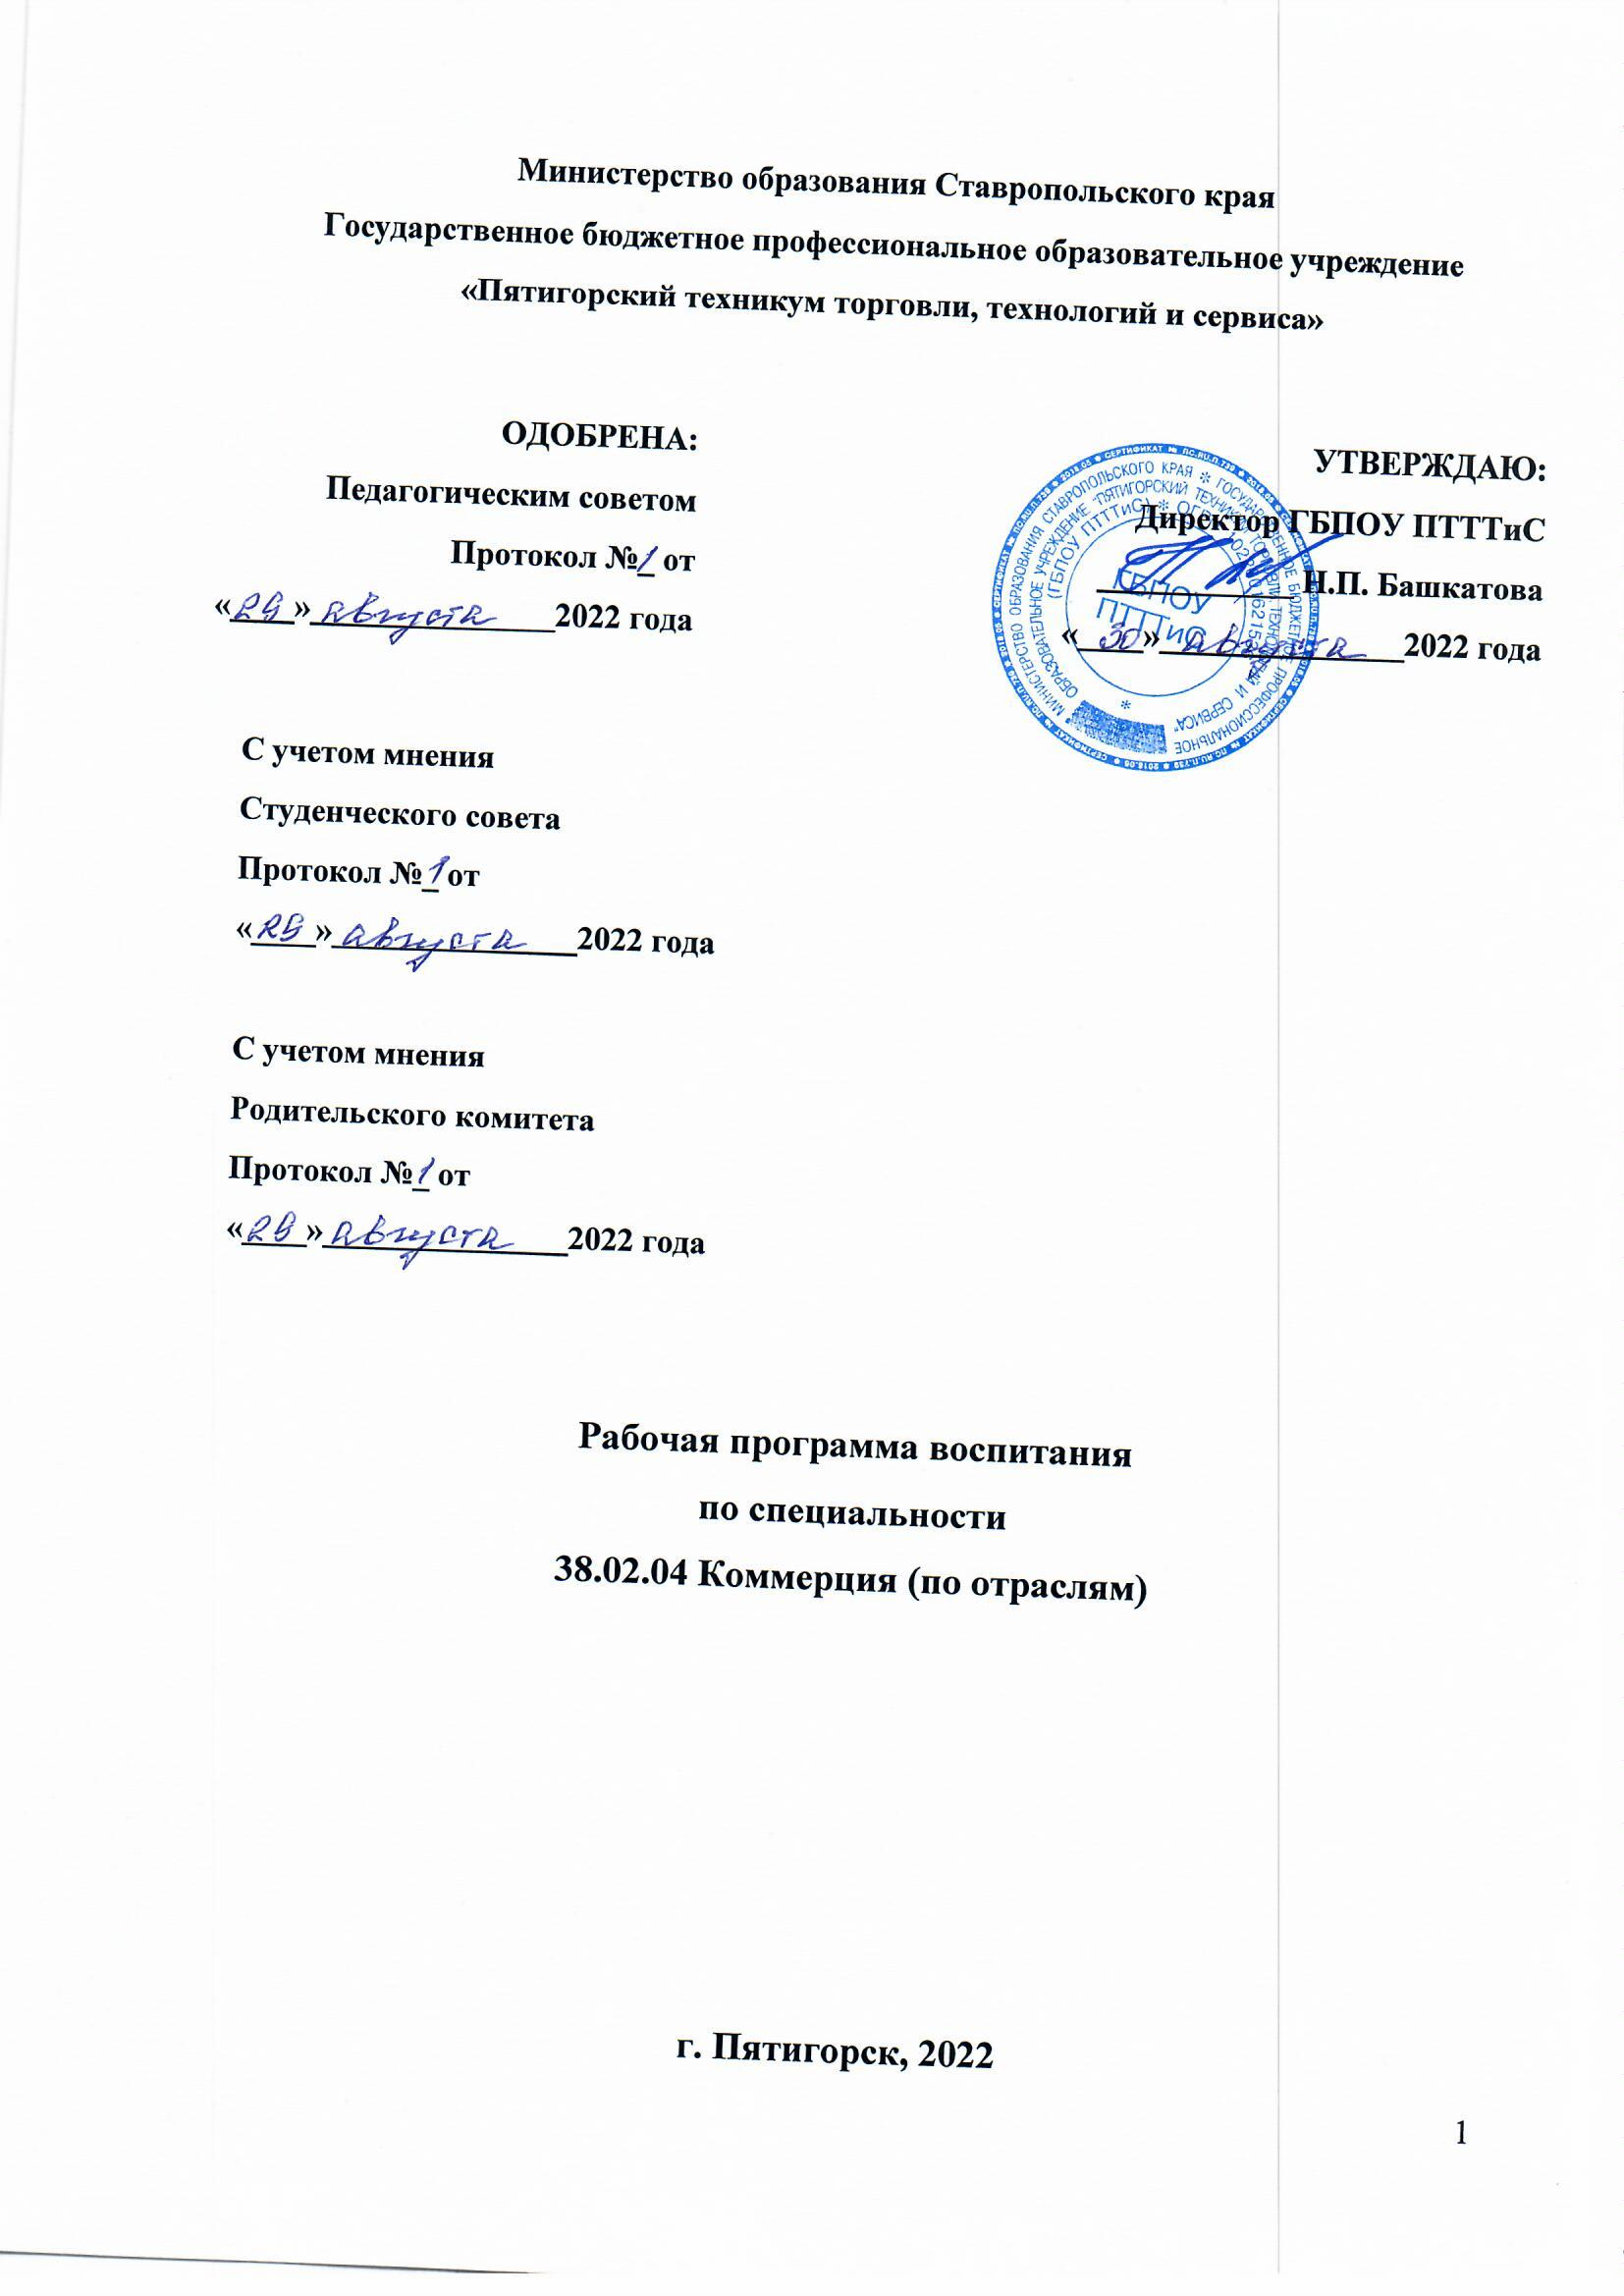 Министерство образования Ставропольского края
Государственное бюджетное профессиональное образовательное учреждение
«Пятигорский техникум торговли, технологий и сервиса»
ОДОБРЕНА:
Педагогическим советом
Протокол №1 от
«29» августа 2022 года
УТВЕРЖДАЮ:
Директор ГБПОУ ПТТТиС
Н.П. Башкатова
«30» августа 2022 года
ГБПОУ
ПТТТиС
С учетом мнения
Студенческого совета
Протокол №1 от
«29» августа 2022 года
С учетом мнения
Родительского комитета
Протокол №1 от
«29» августа 2022 года
Рабочая программа воспитания
по специальности
38.02.04 Коммерция (по отраслям)
г. Пятигорск, 2022
1